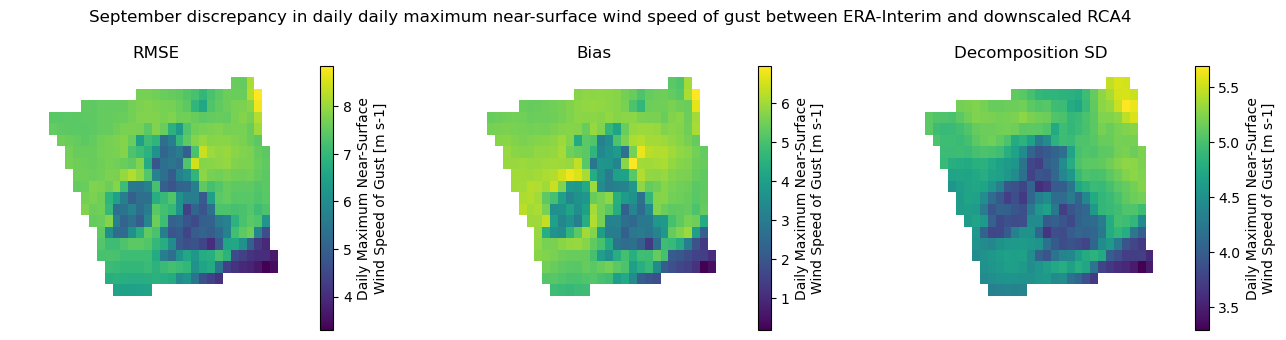 September discrepancy in daily daily maximum near-surface wind speed of gust between ERA-Interim and downscaled RCA4
RMSE
8
7
6
5
4
Daily Maximum Near-Surface
Wind Speed of Gust [m s-1]
Bias
6
5
4
3
2
1
Daily Maximum Near-Surface
Wind Speed of Gust [m s-1]
Decomposition SD
5.5
5.0
4.5
4.0
3.5
Daily Maximum Near-Surface
Wind Speed of Gust [m s-1]